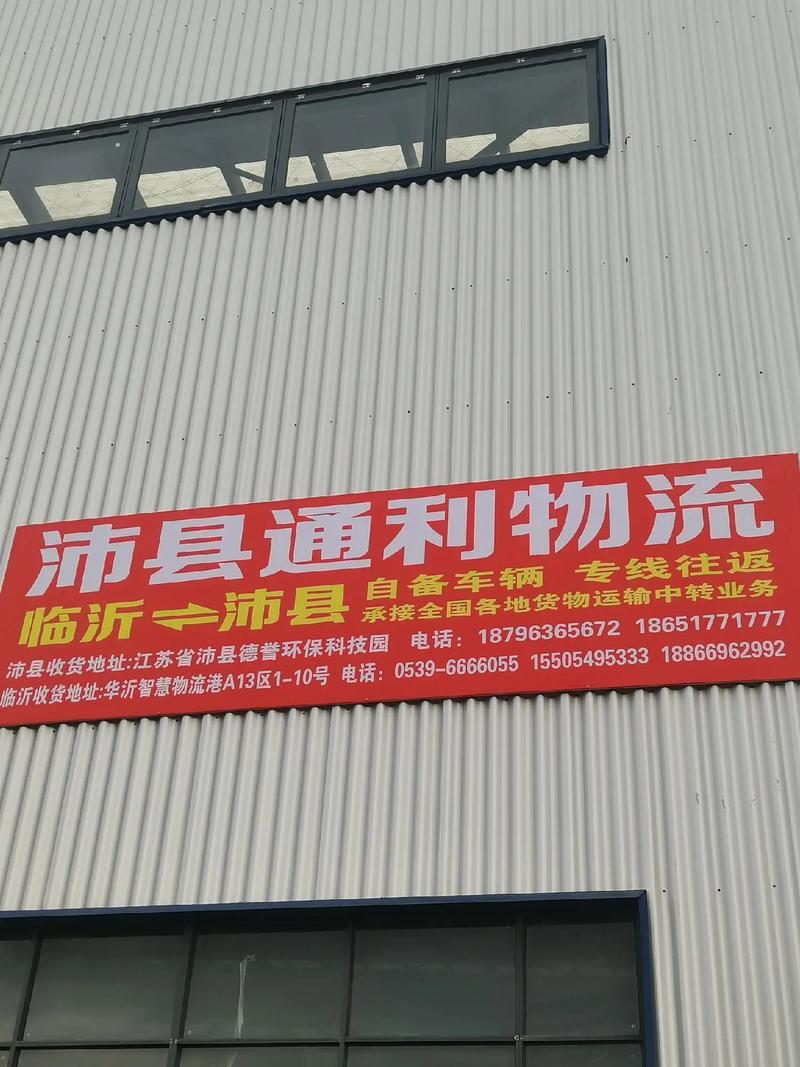 沛县通利物流
临沂⇌沛县 自备车辆 专线往返
承接全国各地货物运输中转业务
沛县收货地址:江苏省沛县德誉环保科技园 电话：18796365672 18651771777
临沂收货地址:华沂智慧物流港A13区1-10号 电话：0539-6666055 15505495333 18866962992